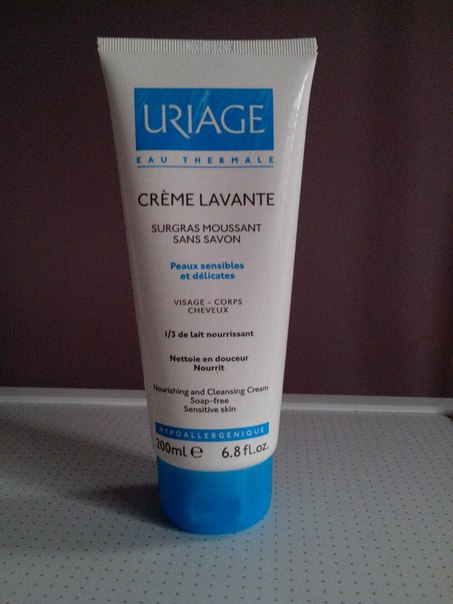 URIAGE
EAU THERMALE
CRÈME LAVANTE
SURGRAS MOUSSANT
SANS SAVON
Peaux sensibles
et délicates
VISAGE - CORPS
CHEVEUX
1/3 de lait nourrissant
Nettoie en douceur
Nourrit
Nourishing and Cleansing Cream
Soap-free
Sensitive skin
HYPOALLERGÉNIQUE
200ml e 6.8 fl.oz.